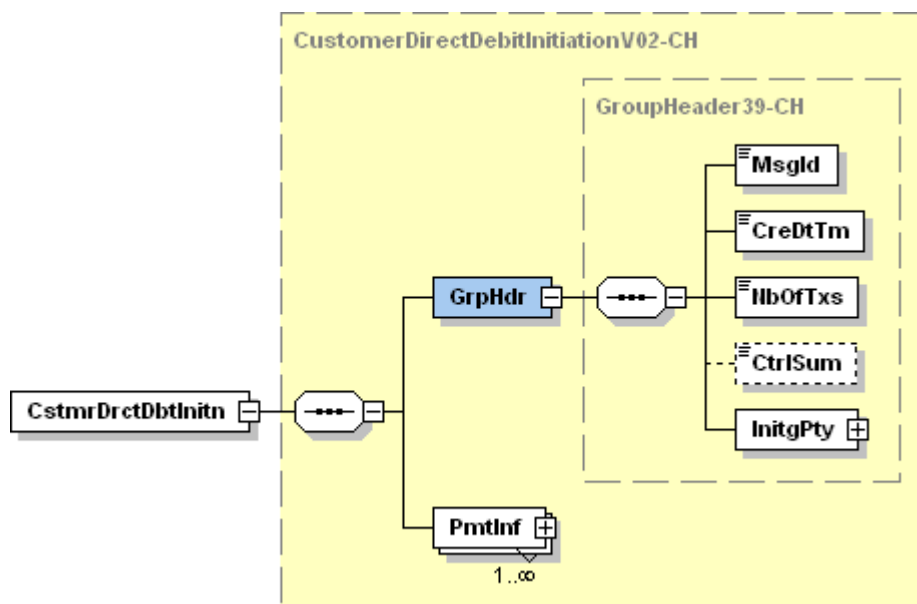 CustomerDirectDebitInitiationV02-CH
GroupHeader39-CH
MsgId
CreDtTm
GrpHdr
NbOfTxs
CtrlSum
CstmrDrctDbtInitn
InitgPty
PmtInf
1..∞